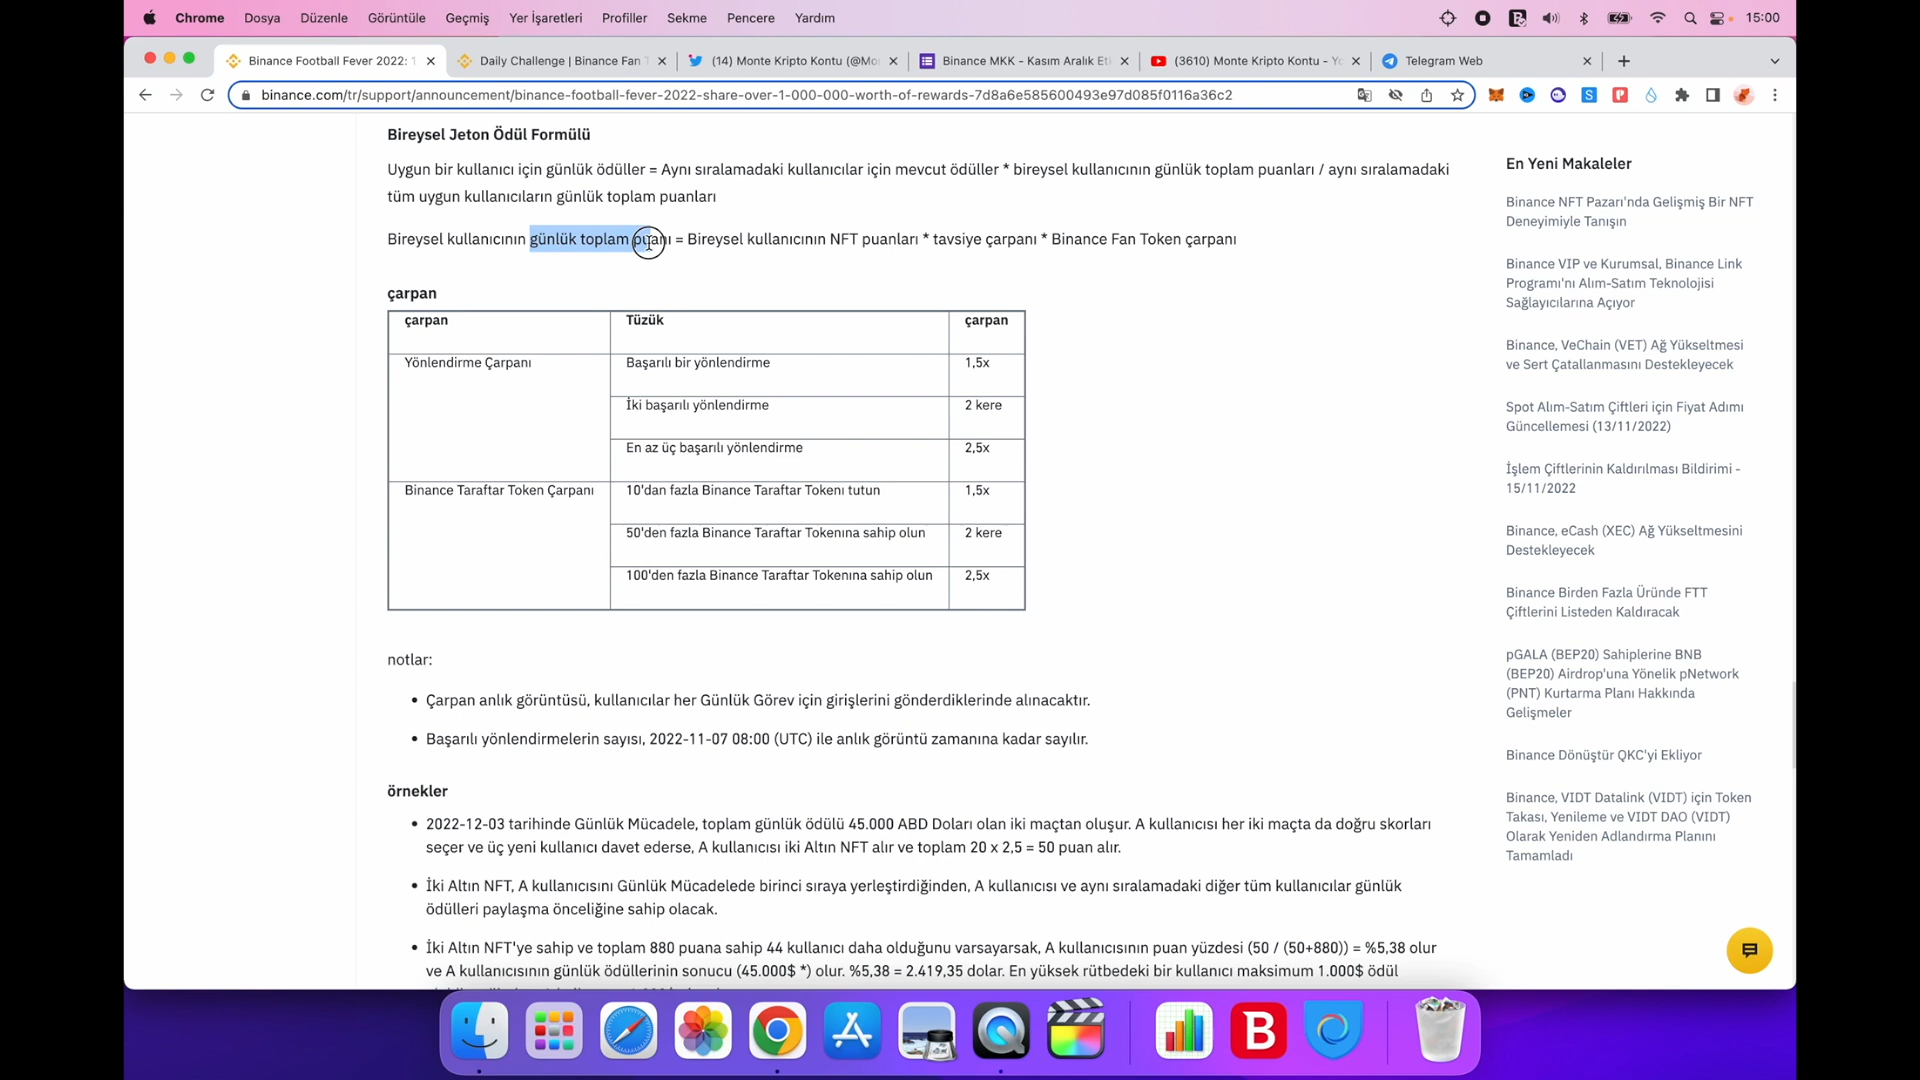 Chrome Dosya Düzenle Görüntüle Geçmiş Yer İşaretleri Profiller Sekme Pencere Yardım 15:00
Binance Football Fever 2022: 1
Daily Challenge | Binance Fan T
(14) Monte Kripto Kontu (@Mo
Binance MKK - Kasım Aralık Etk
(3610) Monte Kripto Kontu - Yo
Telegram Web
binance.com/tr/support/announcement/binance-football-fever-2022-share-over-1-000-000-worth-of-rewards-7d8a6e585600493e97d085f0116a36c2
Bireysel Jeton Ödül Formülü
Uygun bir kullanıcı için günlük ödüller = Aynı sıralamadaki kullanıcılar için mevcut ödüller * bireysel kullanıcının günlük toplam puanları / aynı sıralamadaki
tüm uygun kullanıcıların günlük toplam puanları
Bireysel kullanıcının günlük toplam puanı = Bireysel kullanıcının NFT puanları * tavsiye çarpanı * Binance Fan Token çarpanı
çarpan
çarpan Tüzük çarpan
Yönlendirme Çarpanı Başarılı bir yönlendirme 1,5x
İki başarılı yönlendirme 2 kere
En az üç başarılı yönlendirme 2,5x
Binance Taraftar Token Çarpanı 10'dan fazla Binance Taraftar Tokenı tutun 1,5x
50'den fazla Binance Taraftar Tokenına sahip olun 2 kere
100'den fazla Binance Taraftar Tokenına sahip olun 2,5x
notlar:
• Çarpan anlık görüntüsü, kullanıcılar her Günlük Görev için girişlerini gönderdiklerinde alınacaktır.
• Başarılı yönlendirmelerin sayısı, 2022-11-07 08:00 (UTC) ile anlık görüntü zamanına kadar sayılır.
örnekler
• 2022-12-03 tarihinde Günlük Mücadele, toplam günlük ödülü 45.000 ABD Doları olan iki maçtan oluşur. A kullanıcısı her iki maçta da doğru skorları
seçer ve üç yeni kullanıcı davet ederse, A kullanıcısı iki Altın NFT alır ve toplam 20 x 2,5 = 50 puan alır.
• İki Altın NFT, A kullanıcısını Günlük Mücadelede birinci sıraya yerleştirdiğinden, A kullanıcısı ve aynı sıralamadaki diğer tüm kullanıcılar günlük
ödülleri paylaşma önceliğine sahip olacak.
• İki Altın NFT'ye sahip ve toplam 880 puana sahip 44 kullanıcı daha olduğunu varsayarsak, A kullanıcısının puan yüzdesi (50 / (50+880)) = %5,38 olur
ve A kullanıcısının günlük ödüllerinin sonucu (45.000$ *) olur. %5,38 = 2.419,35 dolar. En yüksek rütbedeki bir kullanıcı maksimum 1.000$ ödül
En Yeni Makaleler
Binance NFT Pazarı'nda Gelişmiş Bir NFT
Deneyimiyle Tanışın
Binance VIP ve Kurumsal, Binance Link
Programı'nı Alım-Satım Teknolojisi
Sağlayıcılarına Açıyor
Binance, VeChain (VET) Ağ Yükseltmesi
ve Sert Çatallanmasını Destekleyecek
Spot Alım-Satım Çiftleri için Fiyat Adımı
Güncellemesi (13/11/2022)
İşlem Çiftlerinin Kaldırılması Bildirimi -
15/11/2022
Binance, eCash (XEC) Ağ Yükseltmesini
Destekleyecek
Binance Birden Fazla Üründe FTT
Çiftlerini Listeden Kaldıracak
pGALA (BEP20) Sahiplerine BNB
(BEP20) Airdrop'una Yönelik pNetwork
(PNT) Kurtarma Planı Hakkında
Gelişmeler
Binance Dönüştür QKC'yi Ekliyor
Binance, VIDT Datalink (VIDT) için Token
Takası, Yenileme ve VIDT DAO (VIDT)
Olarak Yeniden Adlandırma Planını
Tamamladı